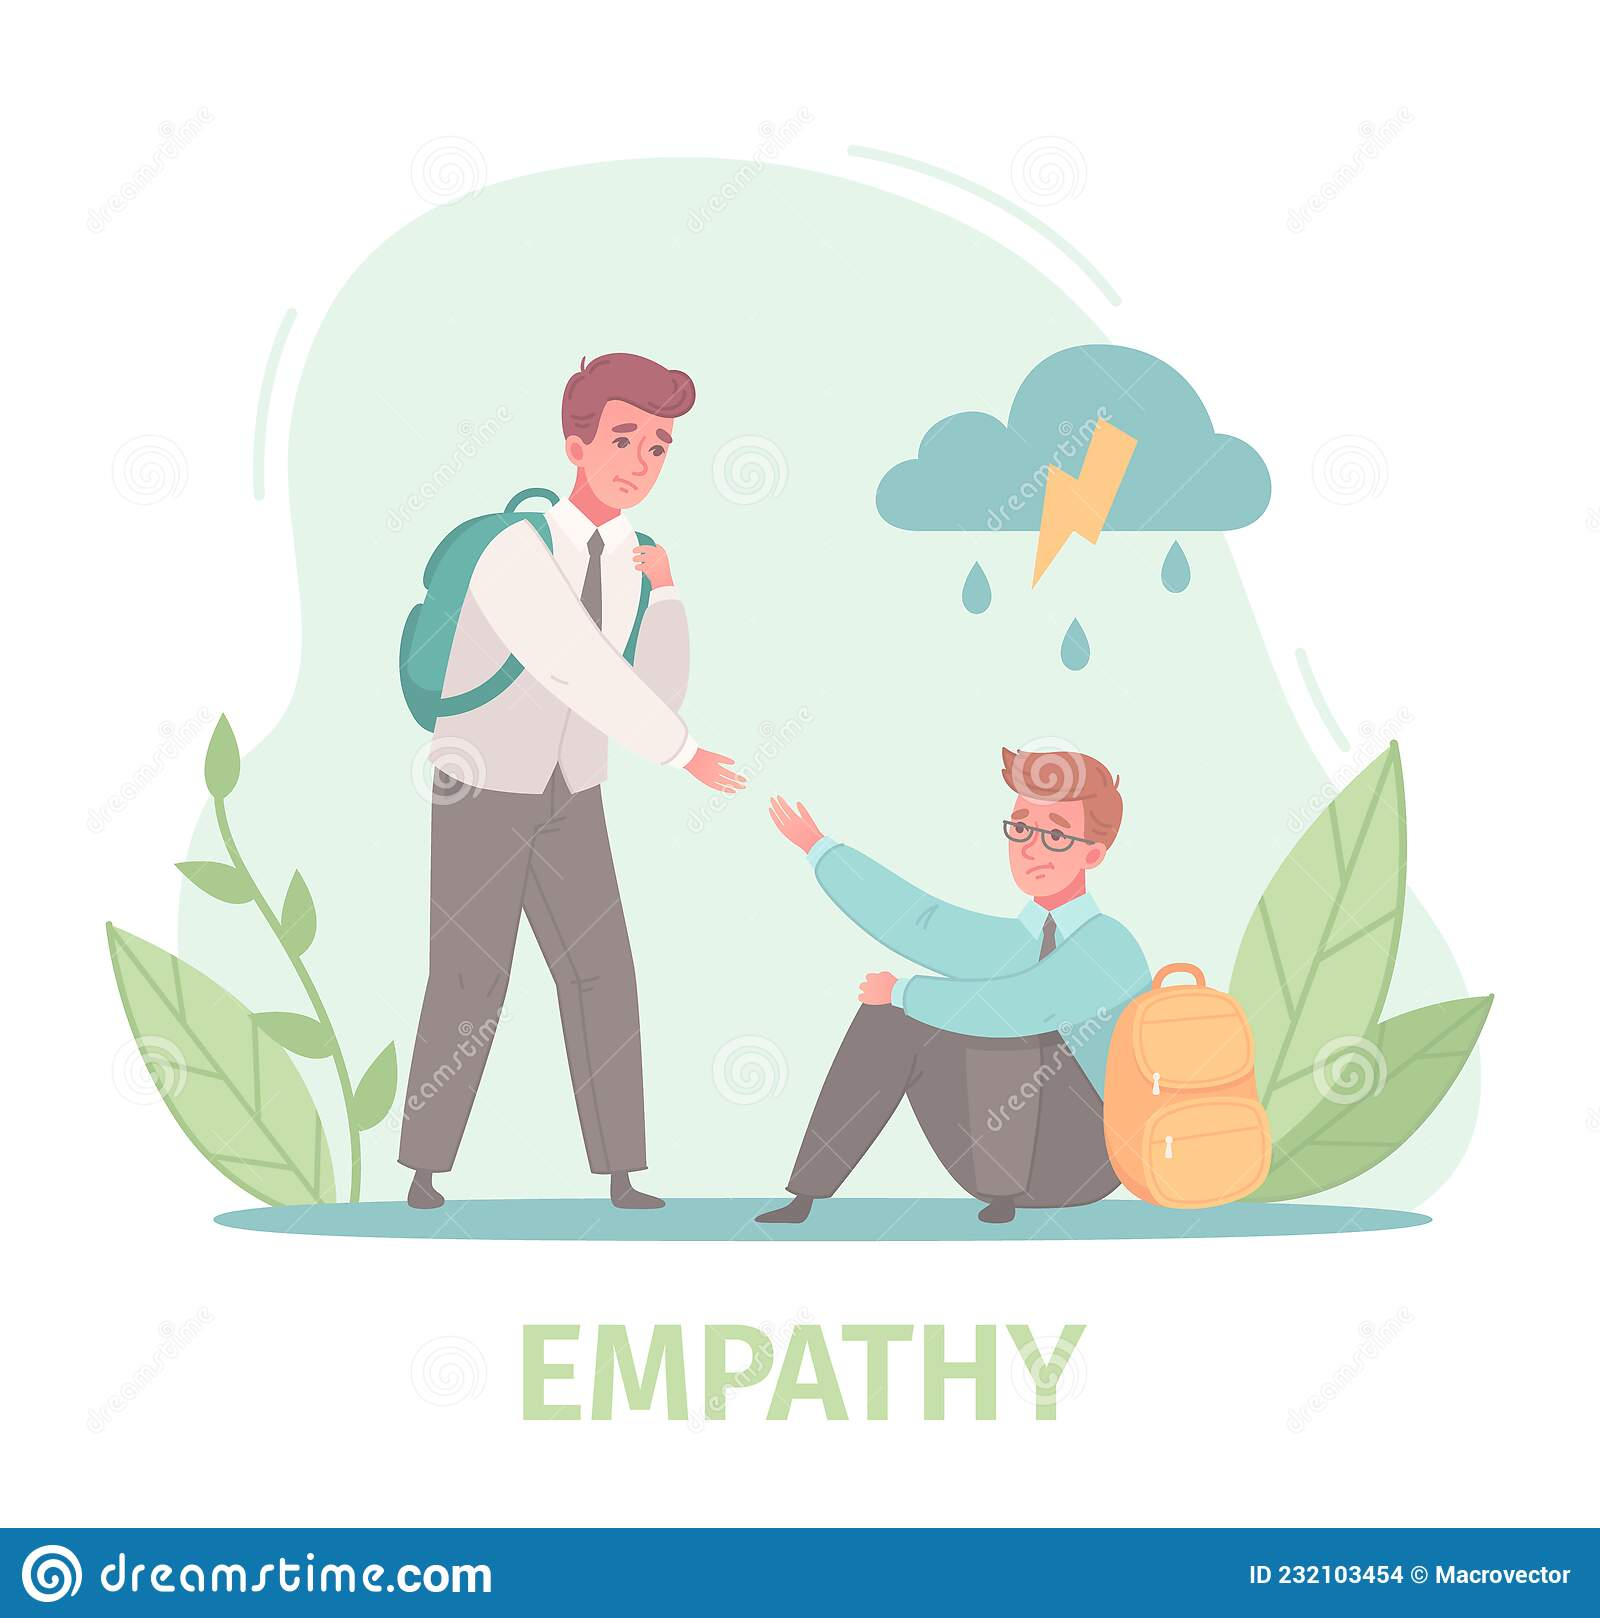 EMPATHY
dreamstime.com
ID 232103454 © Macrovector